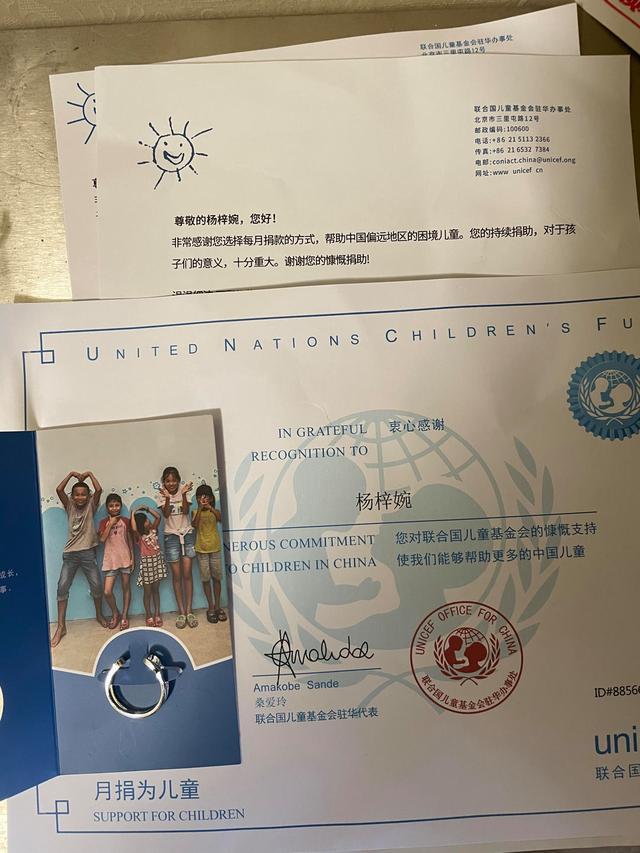 联合国儿童基金会驻华办事处
北京市三里屯路12号
联合国儿童基金会驻华办事处
北京市三里屯路12号
邮政编码:100600
电话:+86 21 5113 2366
传真:+86 21 6532 7384
电邮:coniact.china@unicef.ong
网址:www unicef cn
尊敬的杨梓婉，您好！
非常感谢您选择每月捐款的方式，帮助中国偏远地区的困境儿童。您的持续捐助，对于孩
子们的意义，十分重大。谢谢您的慷慨捐助!
UNITED NATIONS CHILDREN'S FU
IN GRATEFUL 衷心感谢
RECOGNITION TO
杨梓婉
NEROUS COMMITMENT 您对联合国儿童基金会的慷慨支持
O CHILDREN IN CHINA 使我们能够帮助更多的中国儿童
成长，
事．
UNICEF OFFICE FOR CHINA
联合国儿童基金会驻华办事处
Amakobe Sande
桑爱玲
联合国儿童基金会驻华代表
ID#8856
uni
联合国
月捐为儿童
SUPPORT FOR CHILDREN